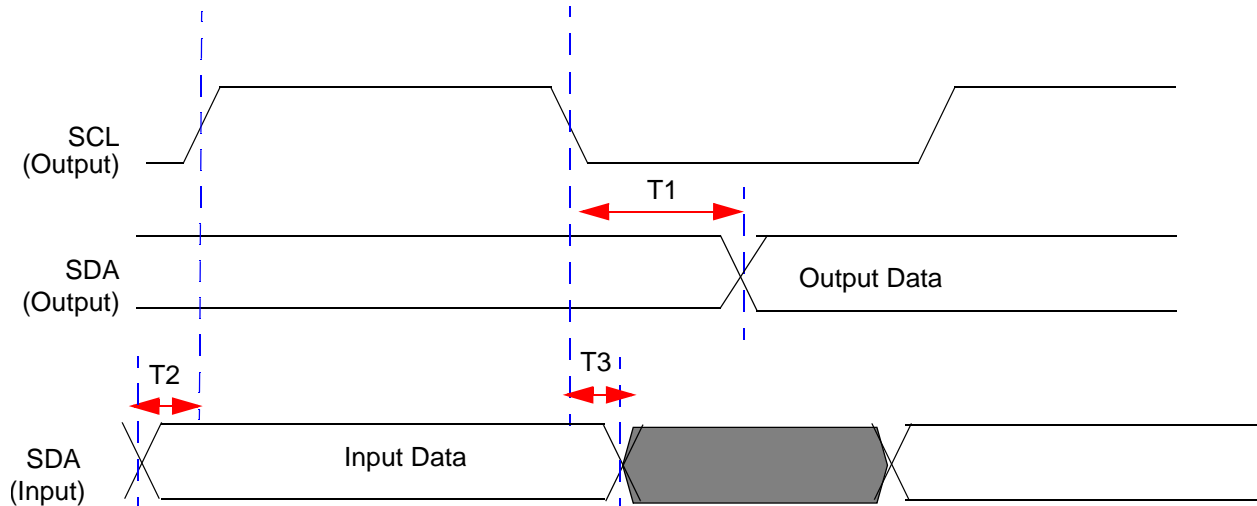 SCL
(Output)
T1
SDA
(Output)
Output Data
T2
T3
SDA
(Input)
Input Data